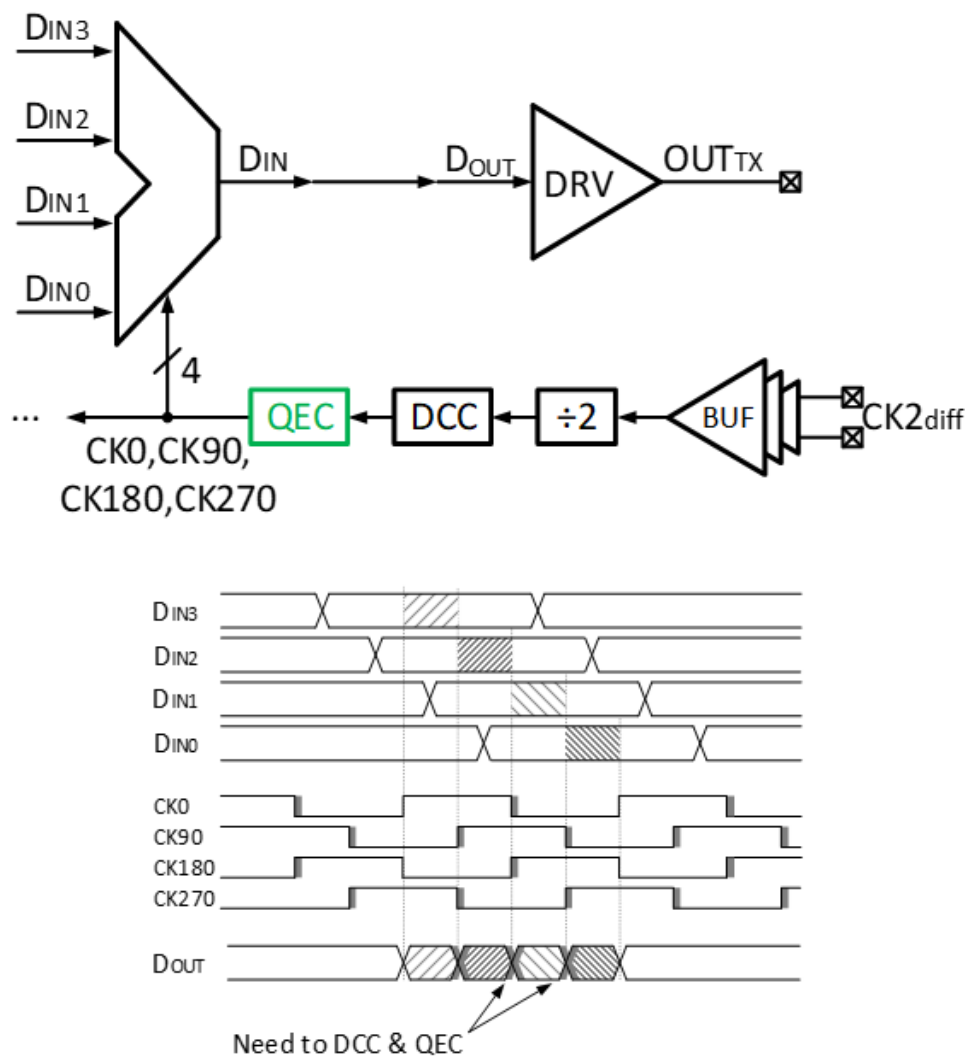 DIN3
DIN2
DIN1
DIN0
DIN
DOUT
DRV
OUTTX
4
...
QEC
DCC
÷2
BUF
CK2diff
CK0,CK90,
CK180,CK270
DIN3
DIN2
DIN1
DIN0
CK0
CK90
CK180
CK270
DOUT
Need to DCC & QEC